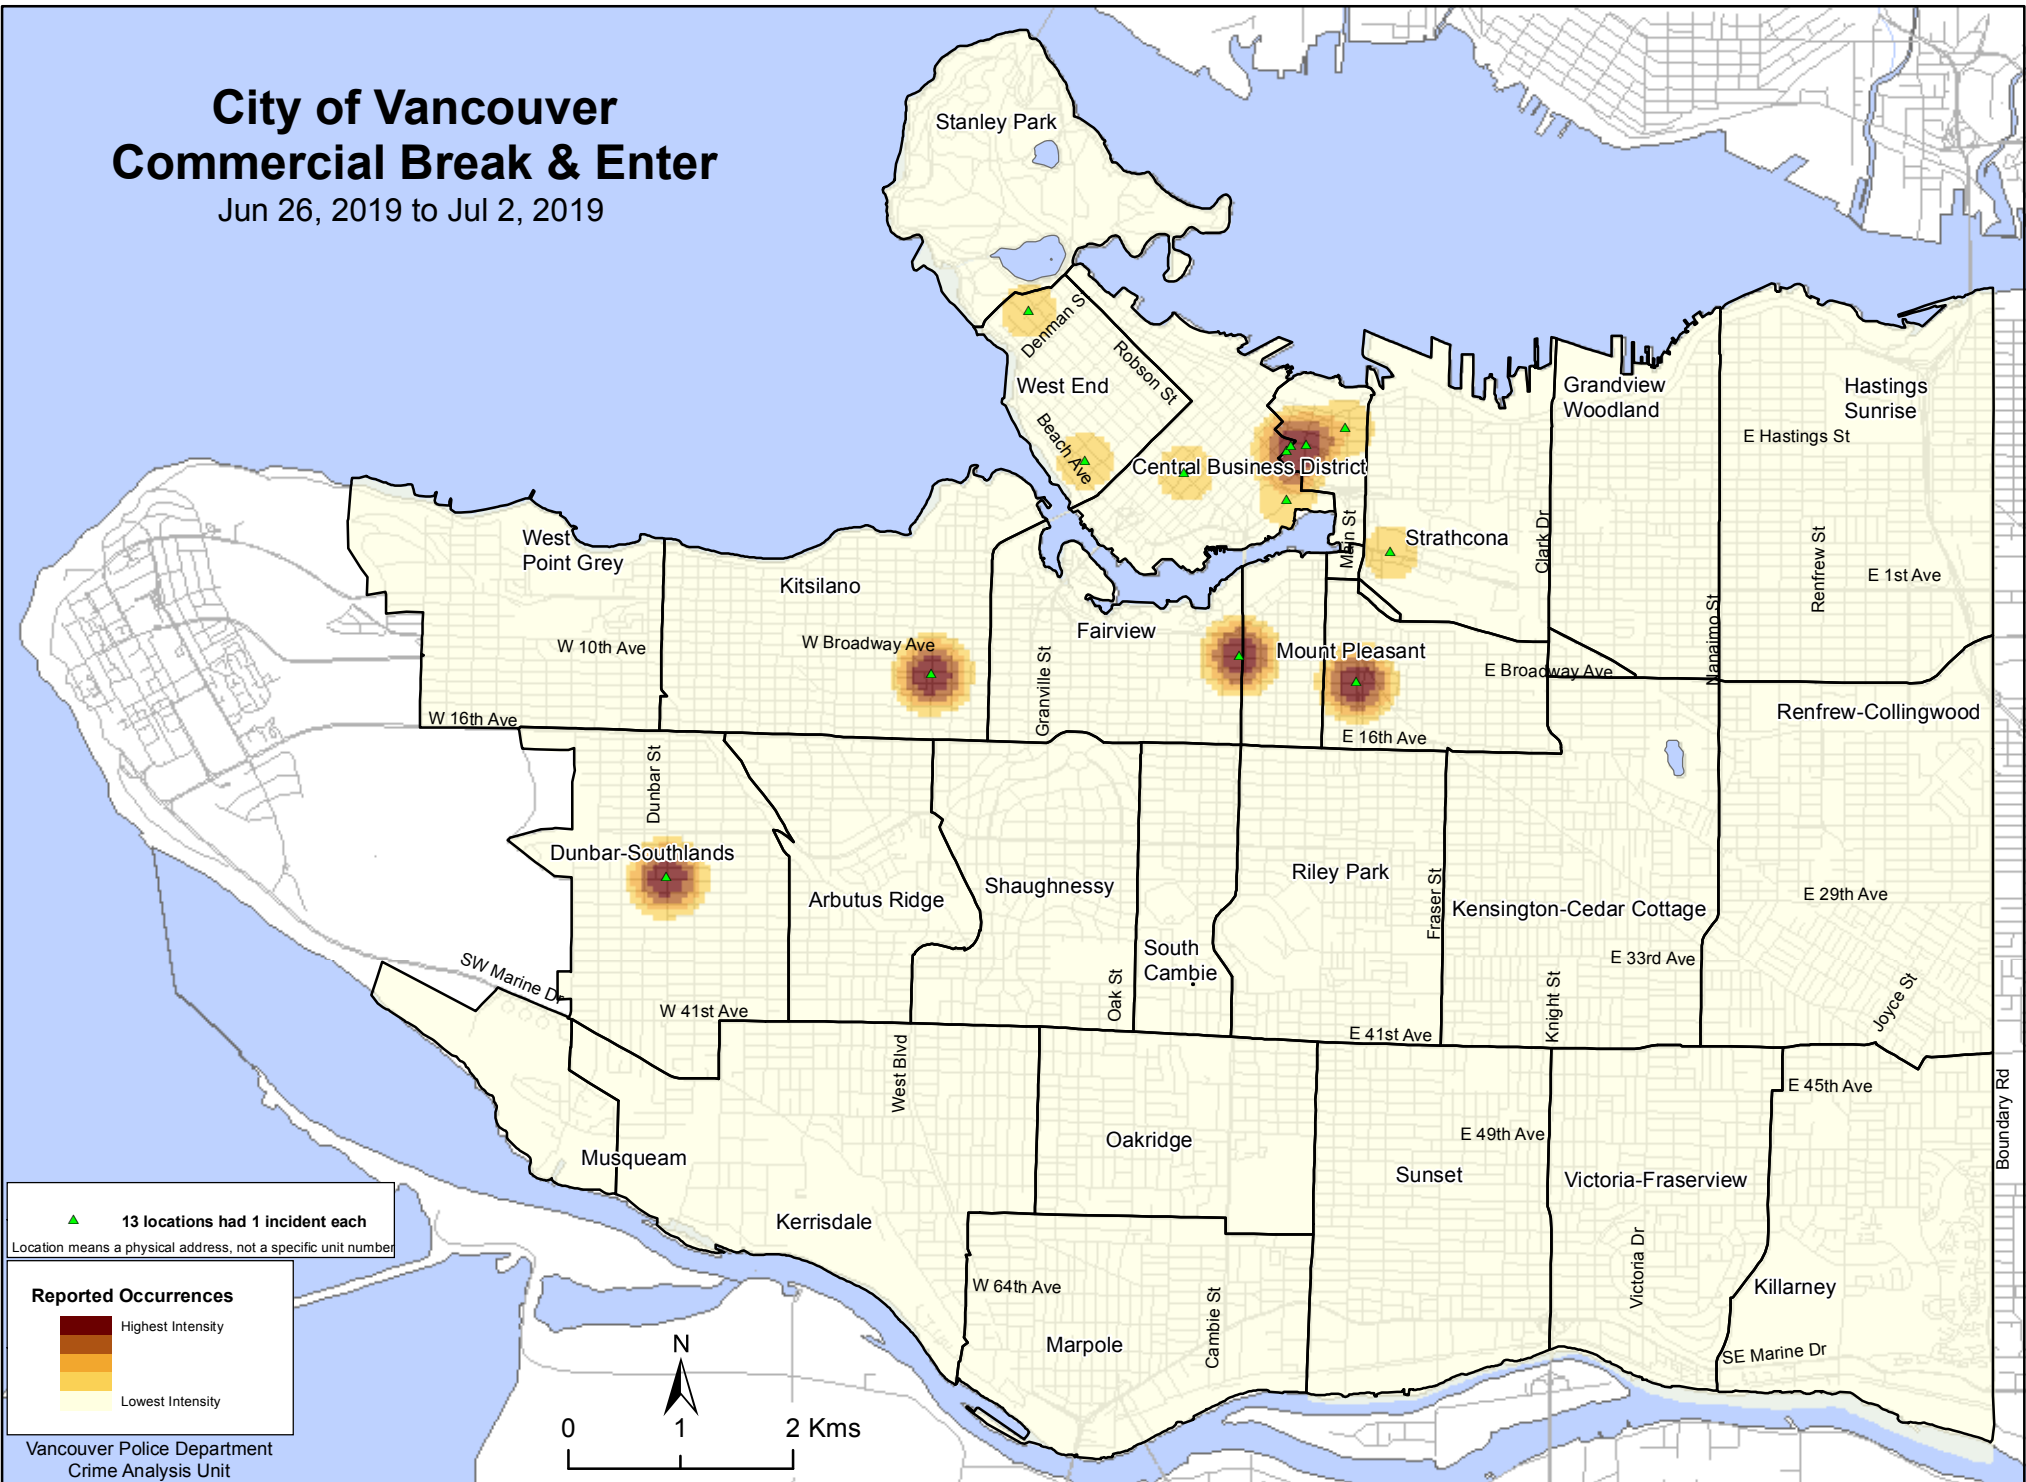 City of Vancouver
Commercial Break & Enter
Jun 26, 2019 to Jul 2, 2019
Stanley Park
Denman S
Robson St
West End
Beach Ave
Central Business District
Grandview
Woodland
Hastings
Sunrise
E Hastings St
West
Point Grey
Kitsilano
Main St
Strathcona
Clark Dr
Renfrew St
E 1st Ave
Nanaimo St
W 10th Ave
W Broadway Ave
Fairview
Granville St
Mount Pleasant
E Broadway Ave
W 16th Ave
E 16th Ave
Renfrew-Collingwood
Dunbar St
Dunbar-Southlands
Arbutus Ridge
Shaughnessy
Riley Park
Fraser St
Kensington-Cedar Cottage
E 29th Ave
South
Cambie
E 33rd Ave
SW Marine Dr
W 41st Ave
Oak St
E 41st Ave
Knight St
Joyce St
West Blvd
E 45th Ave
Boundary Rd
Oakridge
E 49th Ave
Musqueam
Sunset
Victoria-Fraserview
Kerrisdale
Victoria Dr
W 64th Ave
Cambie St
Killarney
Marpole
SE Marine Dr
13 locations had 1 incident each
Location means a physical address, not a specific unit number
Reported Occurrences
Highest Intensity
Lowest Intensity
Vancouver Police Department
Crime Analysis Unit
N
0 1 2 Kms